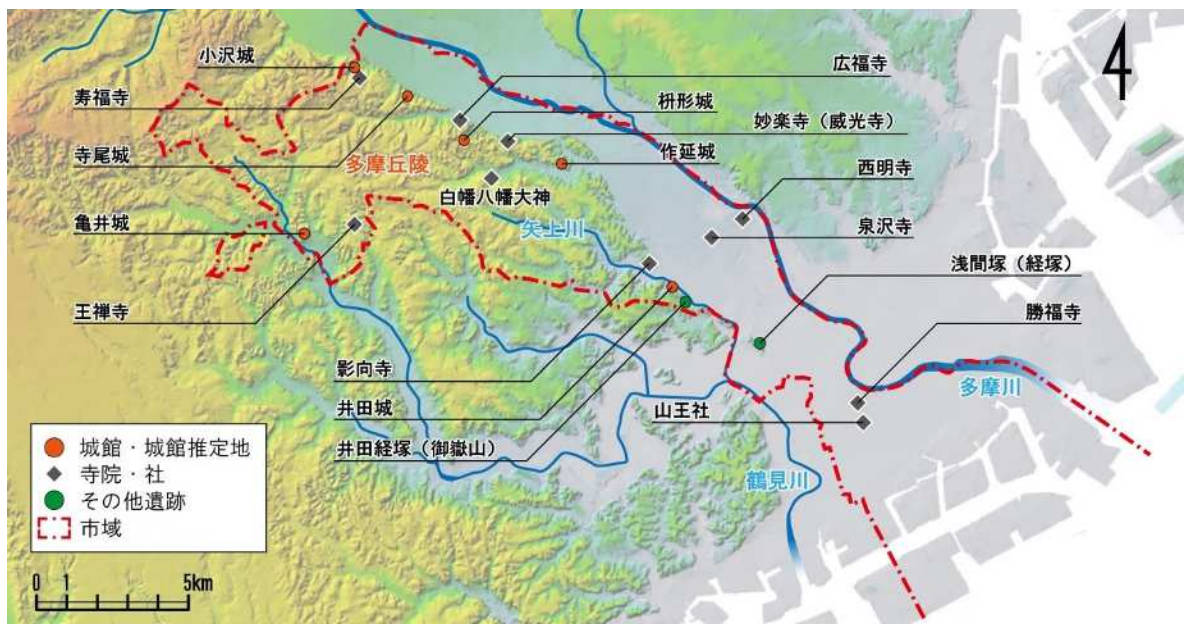 小沢城
寿福寺
寺尾城
亀井城
王禅寺
多摩丘陵
広福寺
枡形城
妙楽寺（威光寺）
作延城
西明寺
泉沢寺
白幡八幡大神
矢上川
浅間塚（経塚）
勝福寺
影向寺
井田城
井田経塚（御嶽山）
山王社
多摩川
鶴見川
城館・城館推定地
寺院・社
その他遺跡
市域
0 1 5km